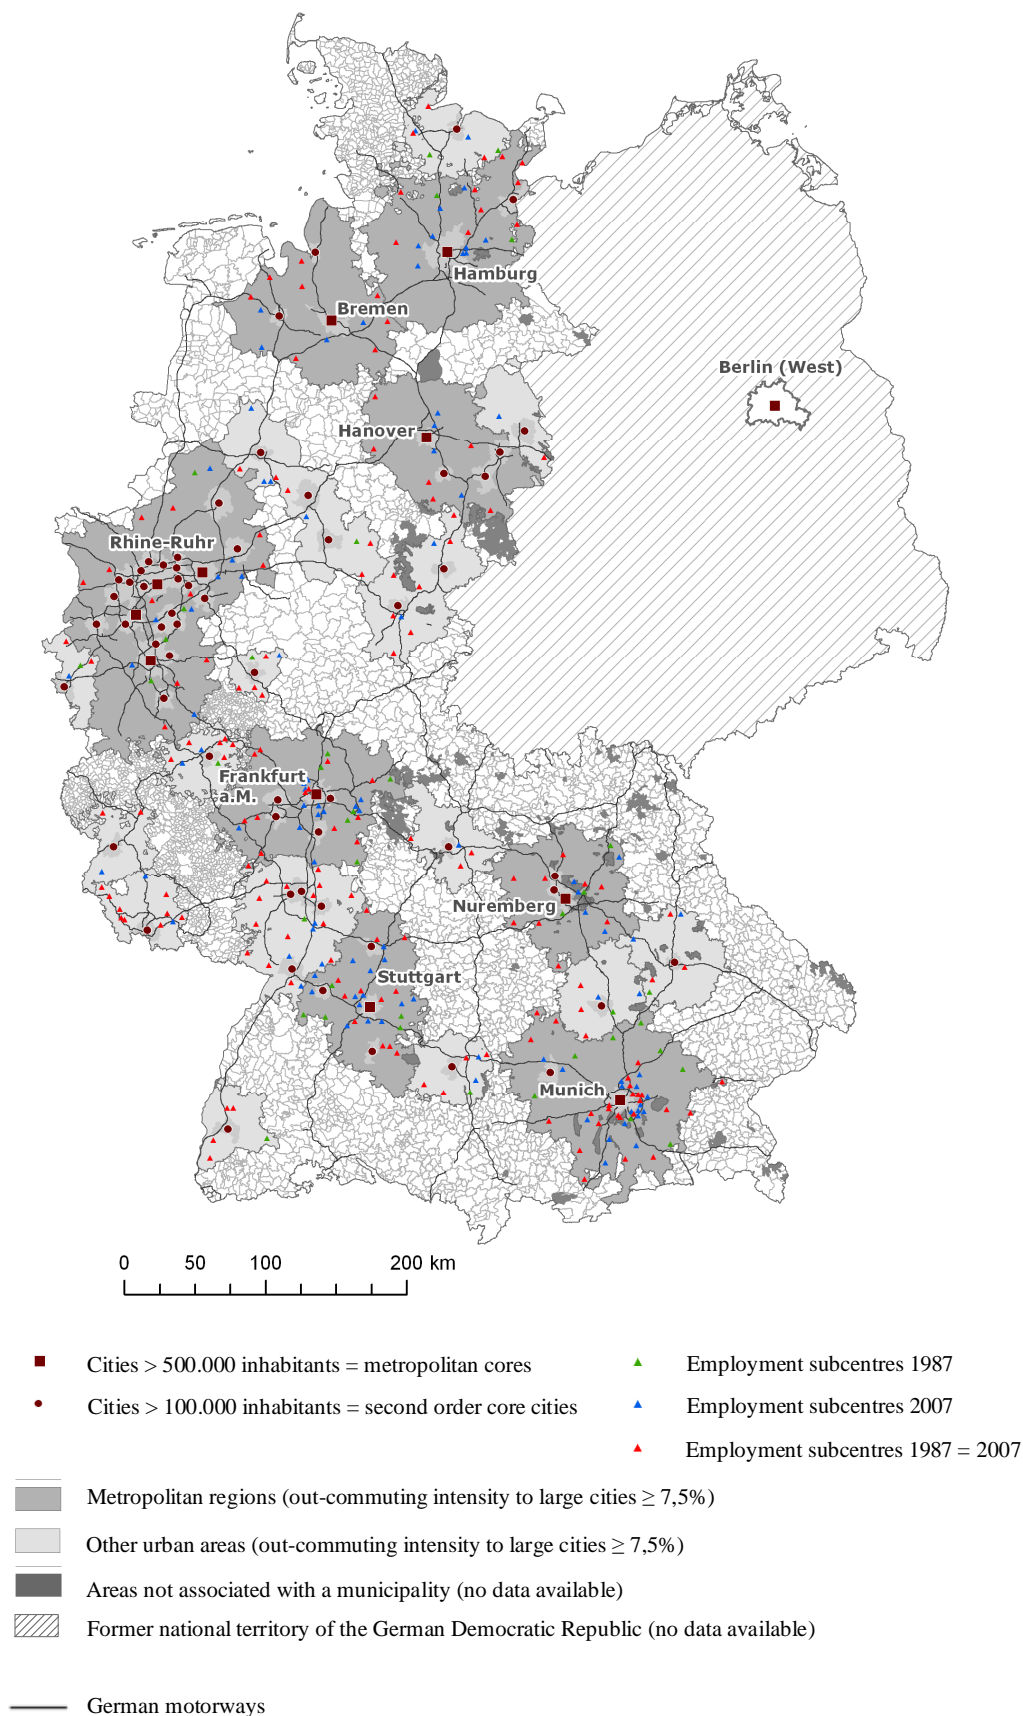 Hamburg
Bremen
Berlin (West)
Hanover
Rhine-Ruhr
Frankfurt
a.M.
Nuremberg
Stuttgart
Munich
0 50 100 200 km
Cities > 500.000 inhabitants = metropolitan cores
Employment subcentres 1987
Cities > 100.000 inhabitants = second order core cities
Employment subcentres 2007
Employment subcentres 1987 = 2007
Metropolitan regions (out-commuting intensity to large cities ≥ 7,5%)
Other urban areas (out-commuting intensity to large cities ≥ 7,5%)
Areas not associated with a municipality (no data available)
Former national territory of the German Democratic Republic (no data available)
German motorways